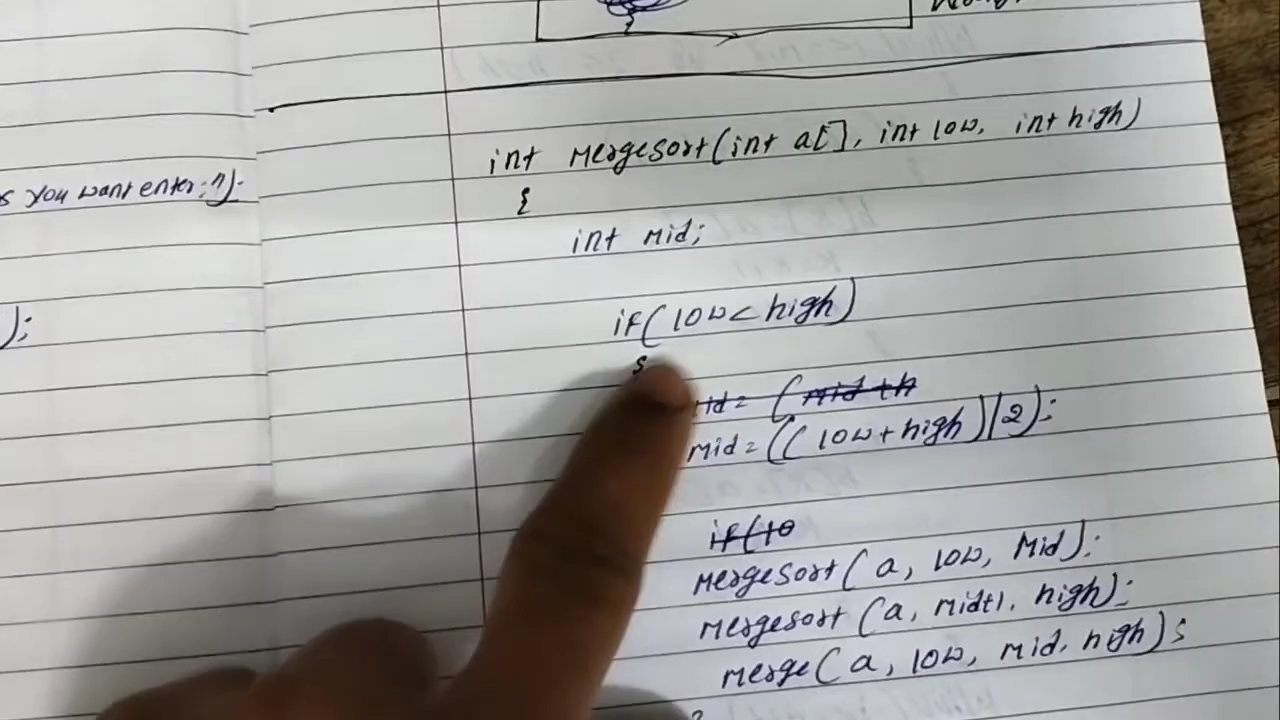 s you want enter:");
);
int mergesort(int a[], int low, int high)
{
int mid;
if(low<high)
{
mid = (mid +h
mid = ((low+high)/2);
if(lo
mergesort(a, low, mid);
mergesort(a, mid+1, high);
merge(a, low, mid, high);